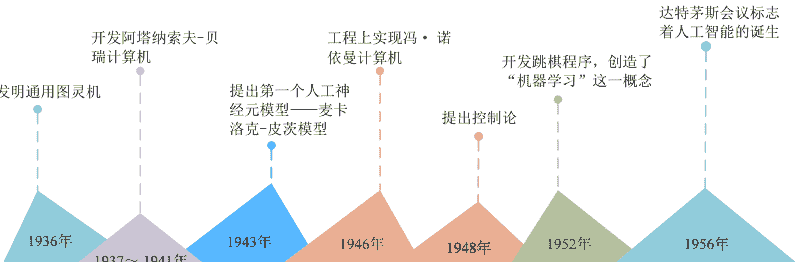 发明通用图灵机
1936年
开发阿塔纳索夫-贝
瑞计算机
1937～1941年
提出第一个人工神
经元模型——麦卡
洛克-皮茨模型
1943年
工程上实现冯·诺
依曼计算机
1946年
提出控制论
1948年
开发跳棋程序，创造了
“机器学习”这一概念
1952年
达特茅斯会议标志
着人工智能的诞生
1956年